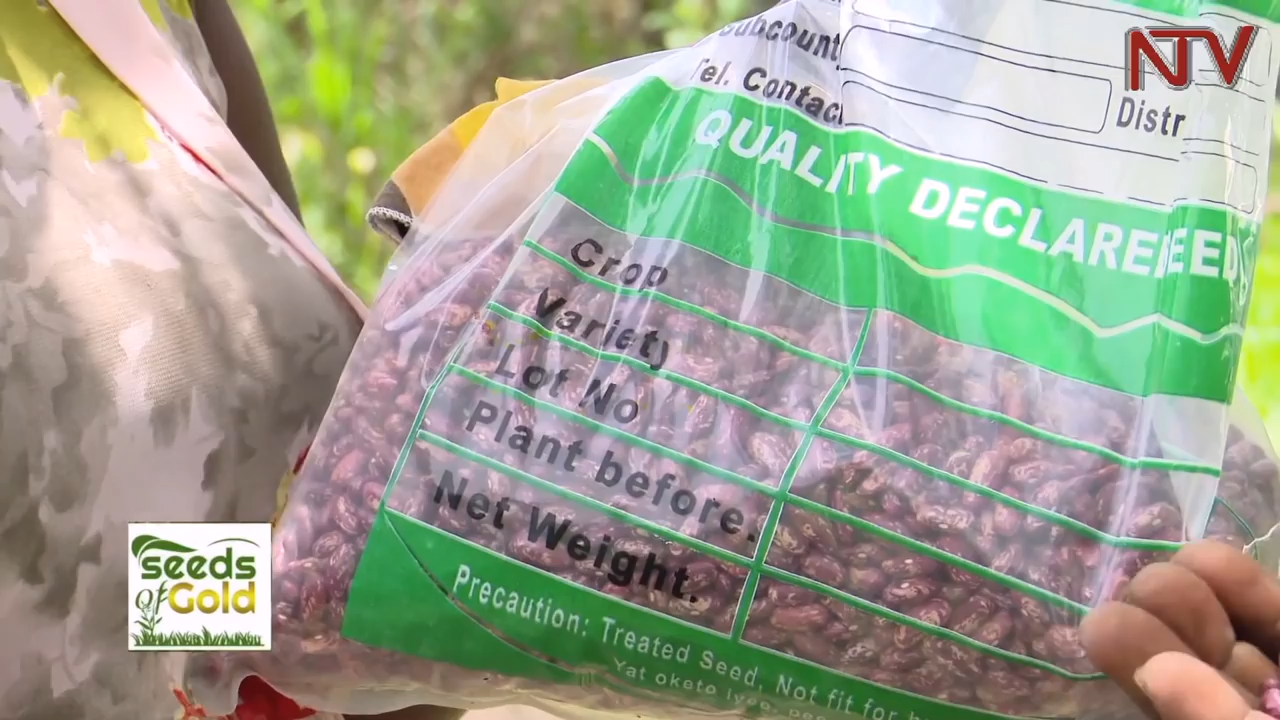 NTV
Subcount
Tel. Contac
Distr
QUALITY DECLARE EED
Crop
Variety
Lot No
Plant before.
Net Weight.
Precaution: Treated Seed, Not fit for
Yat oketo
seeds
of Gold